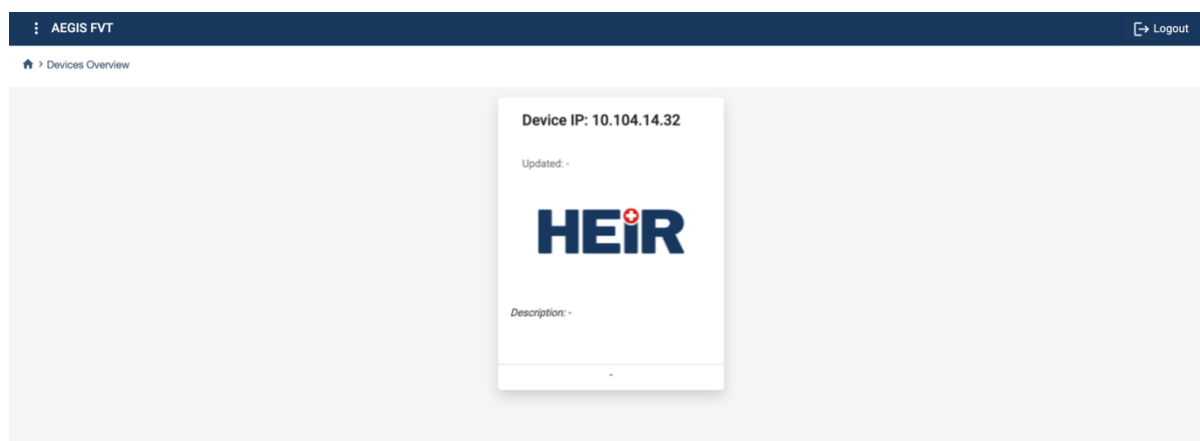 AEGIS FVT
Logout
> Devices Overview
Device IP: 10.104.14.32
Updated: -
HEiR
Description: -
-